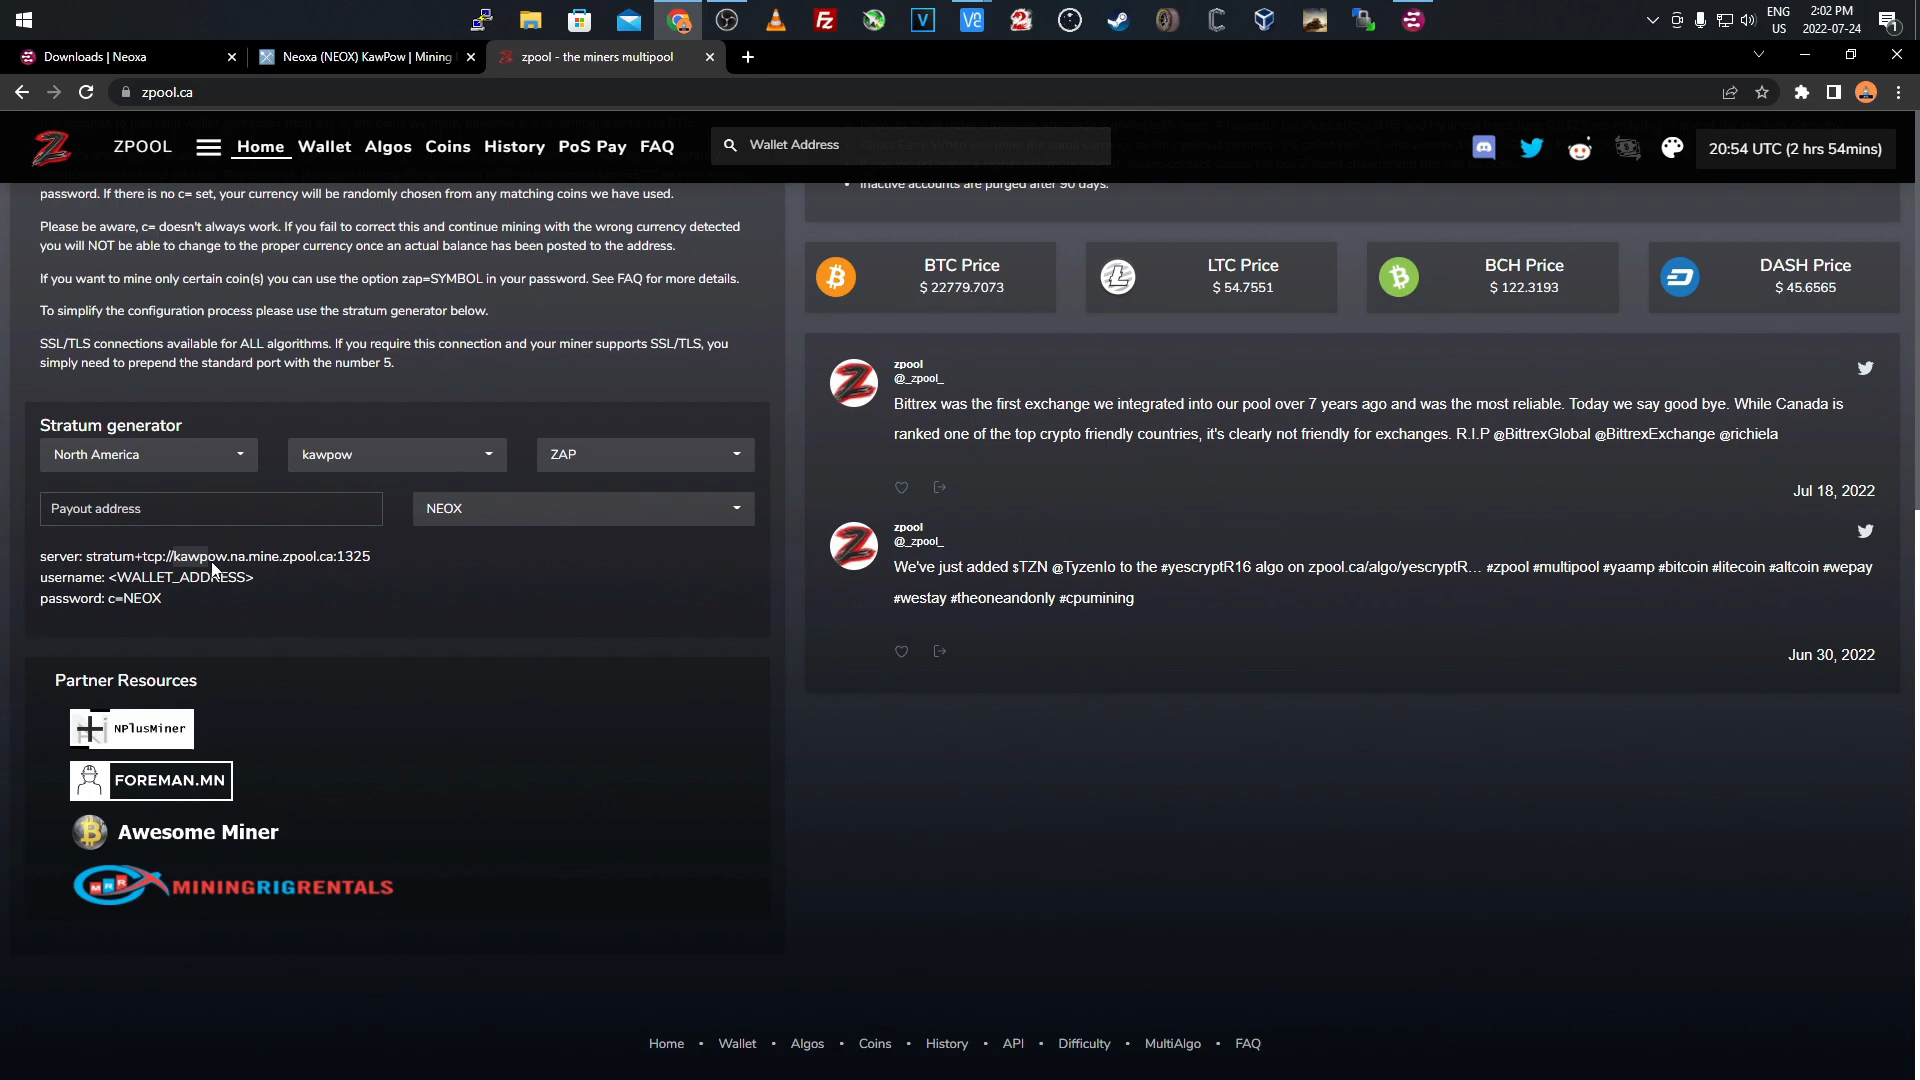 ENG
US
2:02 PM
2022-07-24
1
Downloads | Neoxa
Neoxa (NEOX) KawPow | Mining
zpool - the miners multipool
zpool.ca
ZPOOL
Home
Wallet
Algos
Coins
History
PoS Pay
FAQ
Wallet Address
20:54 UTC (2 hrs 54mins)
password. If there is no c= set, your currency will be randomly chosen from any matching coins we have used.
Please be aware, c= doesn't always work. If you fail to correct this and continue mining with the wrong currency detected
you will NOT be able to change to the proper currency once an actual balance has been posted to the address.
If you want to mine only certain coin(s) you can use the option zap=SYMBOL in your password. See FAQ for more details.
To simplify the configuration process please use the stratum generator below.
SSL/TLS connections available for ALL algorithms. If you require this connection and your miner supports SSL/TLS, you
simply need to prepend the standard port with the number 5.
Stratum generator
North America
kawpow
ZAP
Payout address
NEOX
server: stratum+tcp://kawpow.na.mine.zpool.ca:1325
username: <WALLET_ADDRESS>
password: c=NEOX
Partner Resources
NPlusMiner
FOREMAN.MN
Awesome Miner
MRR MININGRIGRENTALS
Inactive accounts are purged after 90 days.
BTC Price
$ 22779.7073
LTC Price
$ 54.7551
BCH Price
$ 122.3193
DASH Price
$ 45.6565
zpool
@_zpool_
Bittrex was the first exchange we integrated into our pool over 7 years ago and was the most reliable. Today we say good bye. While Canada is
ranked one of the top crypto friendly countries, it's clearly not friendly for exchanges. R.I.P @BittrexGlobal @BittrexExchange @richiela
Jul 18, 2022
zpool
@_zpool_
We've just added $TZN @TyzenIo to the #yescryptR16 algo on zpool.ca/algo/yescryptR... #zpool #multipool #yaamp #bitcoin #litecoin #altcoin #wepay
#westay #theoneandonly #cpumining
Jun 30, 2022
Home • Wallet • Algos • Coins • History • API • Difficulty • MultiAlgo • FAQ